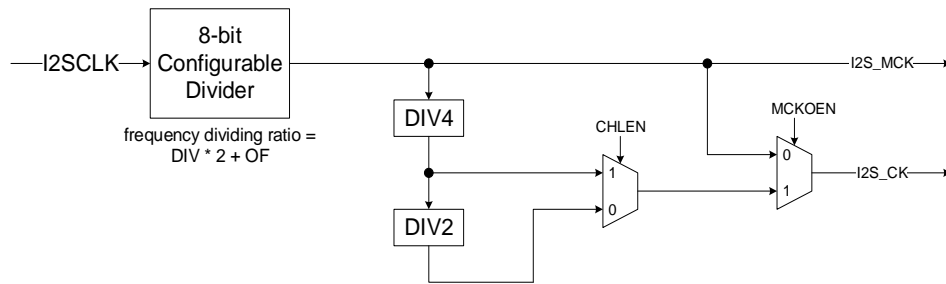 I2SCLK
8-bit
Configurable
Divider
frequency dividing ratio =
DIV * 2 + OF
I2S_MCK
DIV4
CHLEN
MCKOEN
1
0
0
1
I2S_CK
DIV2